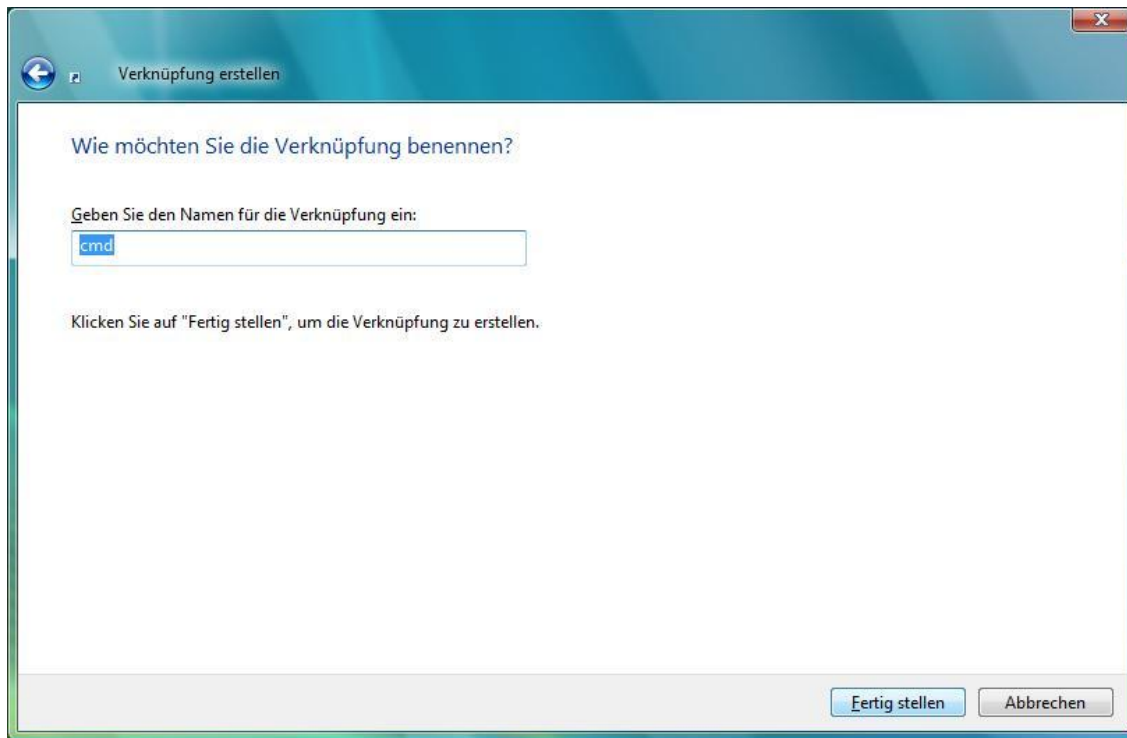 Verknüpfung erstellen
Wie möchten Sie die Verknüpfung benennen?
Geben Sie den Namen für die Verknüpfung ein:
cmd
Klicken Sie auf "Fertig stellen", um die Verknüpfung zu erstellen.
Fertig stellen Abbrechen